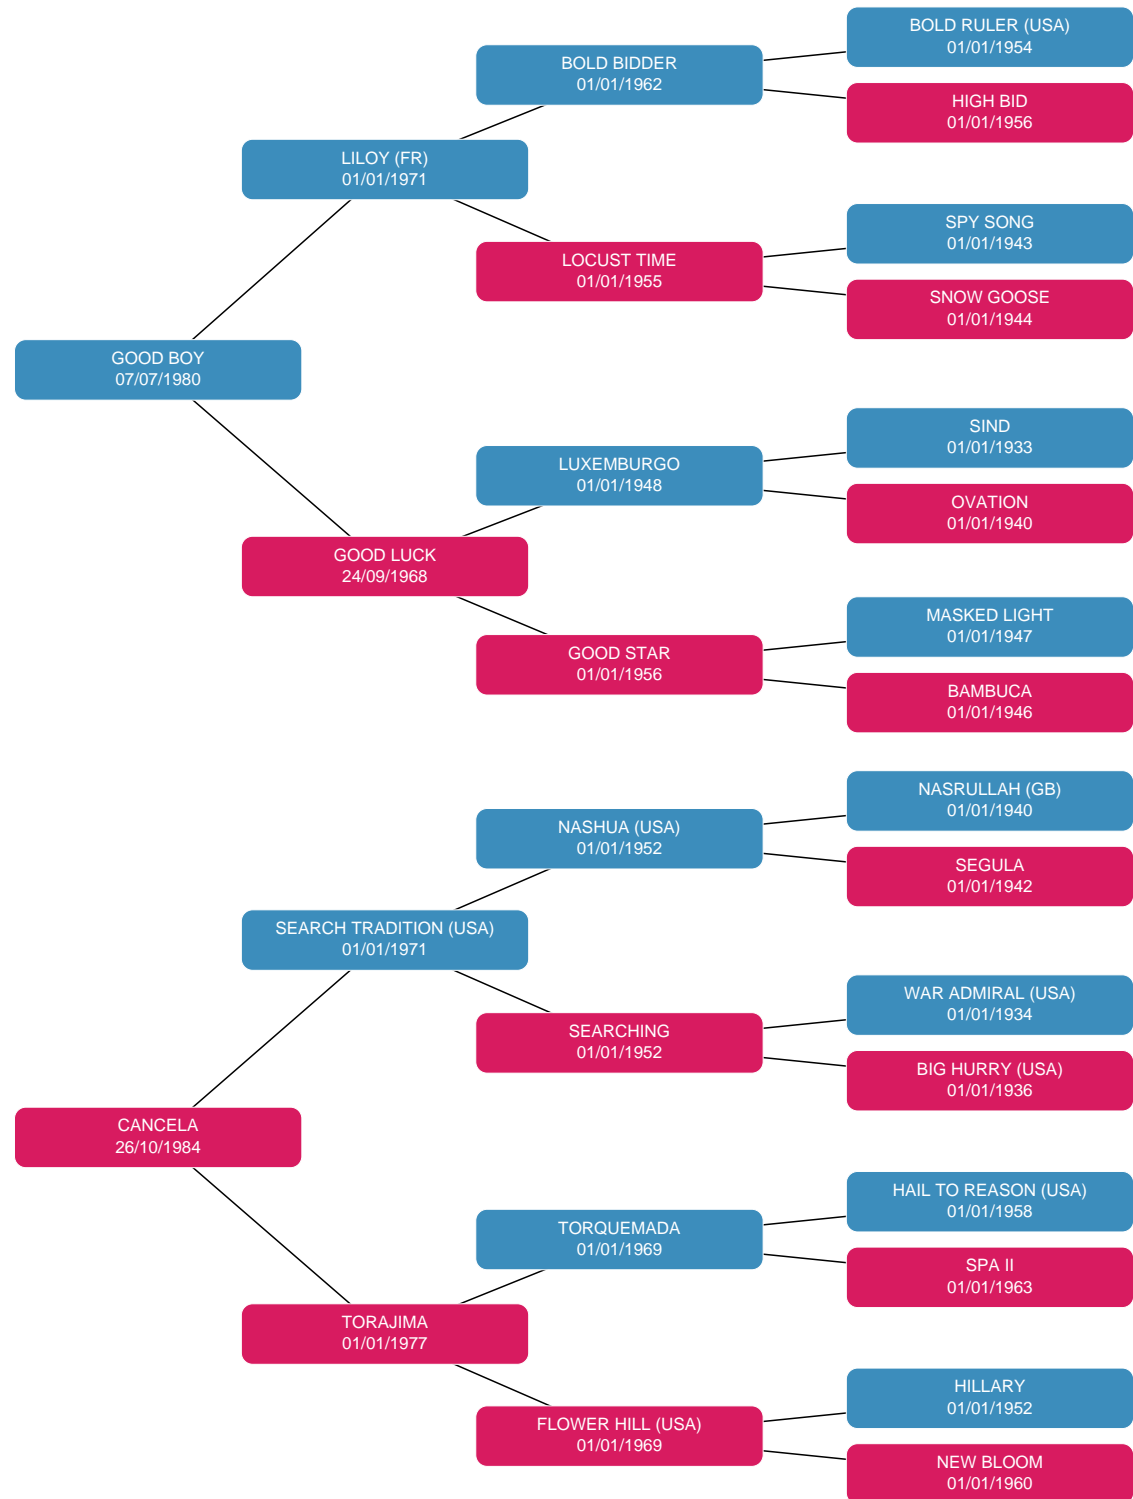 BOLD RULER (USA)
01/01/1954
BOLD BIDDER
01/01/1962
HIGH BID
01/01/1956
LILOY (FR)
01/01/1971
SPY SONG
01/01/1943
LOCUST TIME
01/01/1955
SNOW GOOSE
01/01/1944
GOOD BOY
07/07/1980
SIND
01/01/1933
LUXEMBURGO
01/01/1948
OVATION
01/01/1940
GOOD LUCK
24/09/1968
MASKED LIGHT
01/01/1947
GOOD STAR
01/01/1956
BAMBUCA
01/01/1946
NASRULLAH (GB)
01/01/1940
NASHUA (USA)
01/01/1952
SEGULA
01/01/1942
SEARCH TRADITION (USA)
01/01/1971
WAR ADMIRAL (USA)
01/01/1934
SEARCHING
01/01/1952
BIG HURRY (USA)
01/01/1936
CANCELA
26/10/1984
HAIL TO REASON (USA)
01/01/1958
TORQUEMADA
01/01/1969
SPA II
01/01/1963
TORAJIMA
01/01/1977
HILLARY
01/01/1952
FLOWER HILL (USA)
01/01/1969
NEW BLOOM
01/01/1960